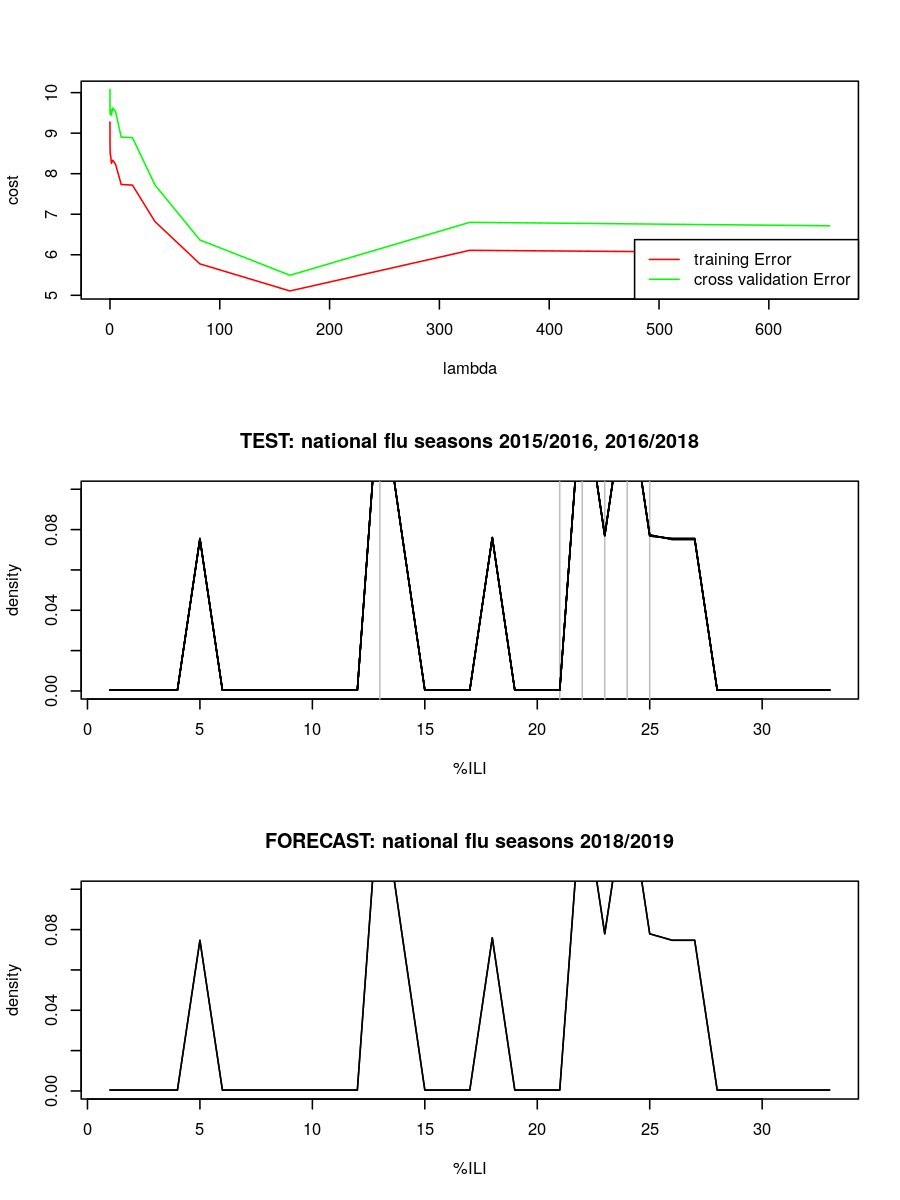 cost
10
9
8
7
6
5
training Error
cross validation Error
0 100 200 300 400 500 600
lambda
TEST: national flu seasons 2015/2016, 2016/2018
density
0.08
0.04
0.00
0 5 10 15 20 25 30
%ILI
FORECAST: national flu seasons 2018/2019
density
0.08
0.04
0.00
0 5 10 15 20 25 30
%ILI